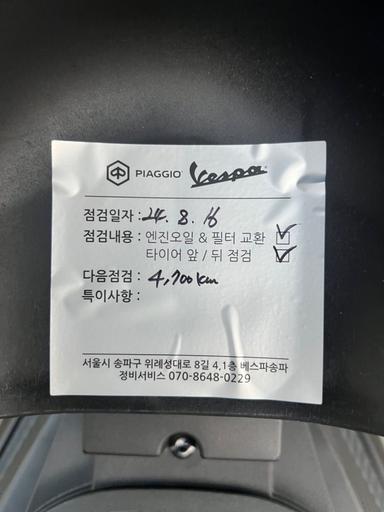 PIAGGIO Vespa
점검일자 : 24. 8. 16
점검내용 : 엔진오일 & 필터 교환
타이어 앞 / 뒤 점검
다음점검 : 4,700km
특이사항 :
서울시 송파구 위례성대로 8길 4,1층 베스파송파
정비서비스 070-8648-0229